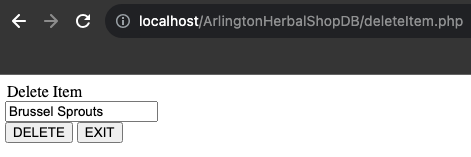 localhost/ArlingtonHerbalShopDB/deleteItem.php
Delete Item
Brussel Sprouts
DELETE EXIT